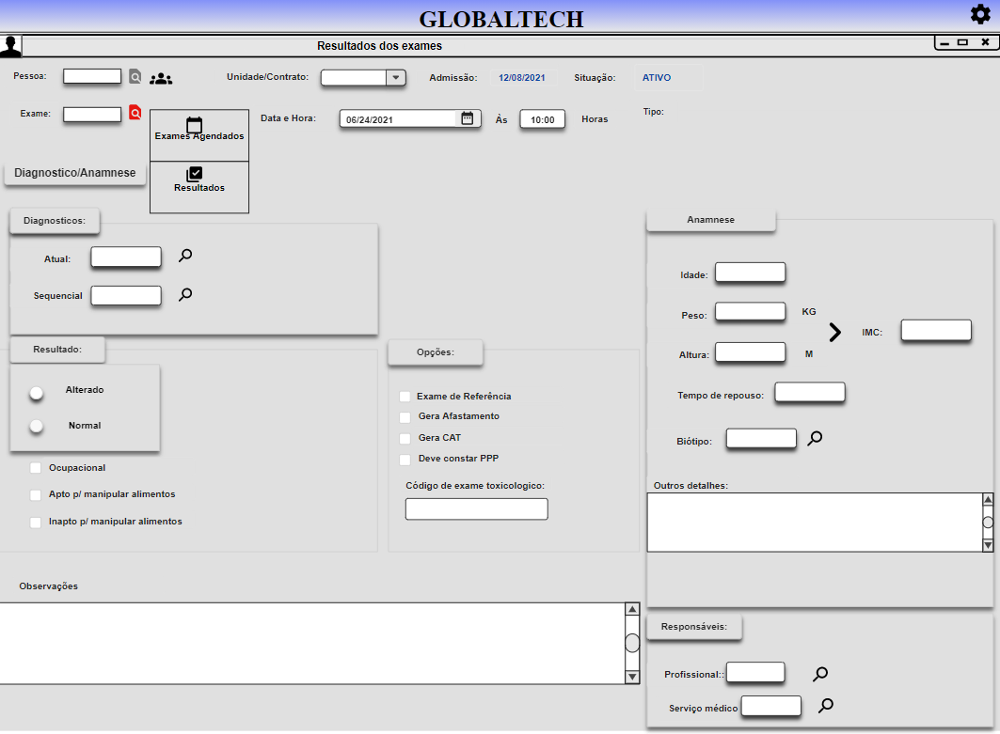 GLOBALTECH
Resultados dos exames
Pessoa:
Unidade/Contrato:
Admissão:
12/08/2021
Situação:
ATIVO
Exame:
Exames Agendados
Data e Hora:
06/24/2021
Às
10:00
Horas
Tipo:
Diagnostico/Anamnese
Resultados
Diagnosticos:
Atual:
Sequencial
Resultado:
Alterado
Normal
Ocupacional
Apto p/ manipular alimentos
Inapto p/ manipular alimentos
Opções:
Exame de Referência
Gera Afastamento
Gera CAT
Deve constar PPP
Código de exame toxicologico:
Anamnese
Idade:
Peso:
KG
IMC:
Altura:
M
Tempo de repouso:
Biótipo:
Outros detalhes:
Observações
Responsáveis:
Profissional::
Serviço médico